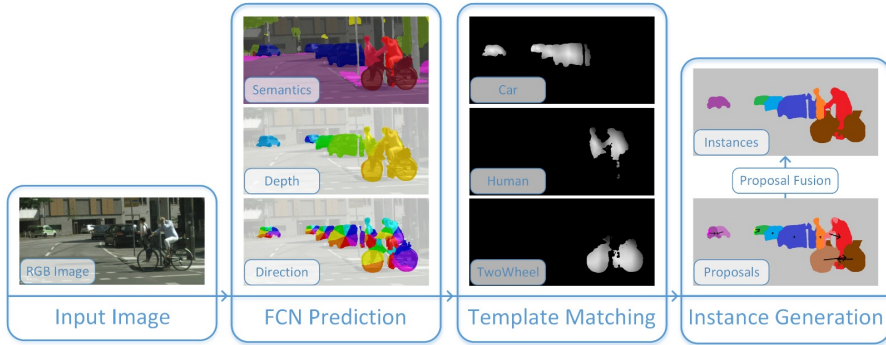 RGB Image
Input Image
Semantics
Depth
Direction
FCN Prediction
Car
Human
TwoWheel
Template Matching
Instances
Proposal Fusion
Proposals
Instance Generation